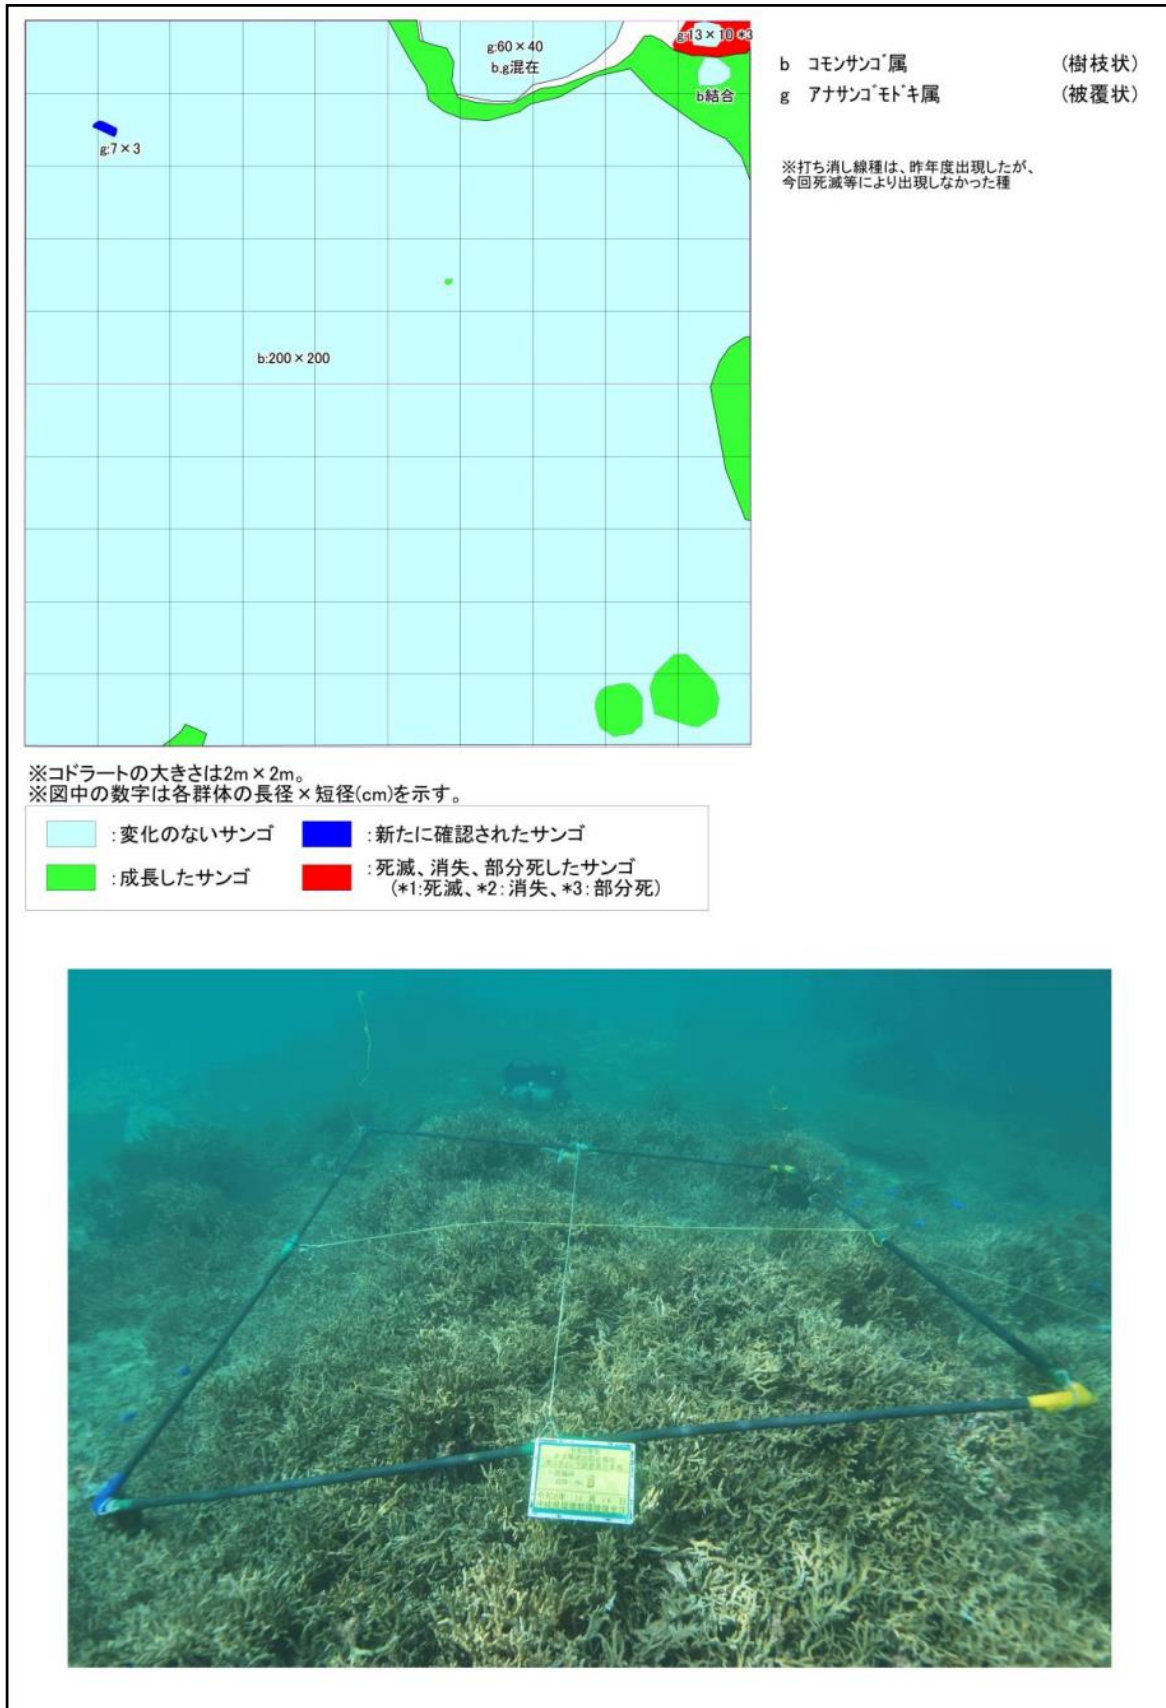 g:60×40
b,g混在
g:13×10 *3
b コモンサンゴ属 (樹枝状)
b結合
g アナサンゴモドキ属 (被覆状)
g:7×3
※打ち消し線種は、昨年度出現したが、
今回死滅等により出現しなかった種
b:200×200
※コドラートの大きさは2m×2m。
※図中の数字は各群体の長径×短径(cm)を示す。
:変化のないサンゴ
:新たに確認されたサンゴ
:成長したサンゴ
:死滅、消失、部分死したサンゴ
(*1:死滅、*2:消失、*3:部分死)